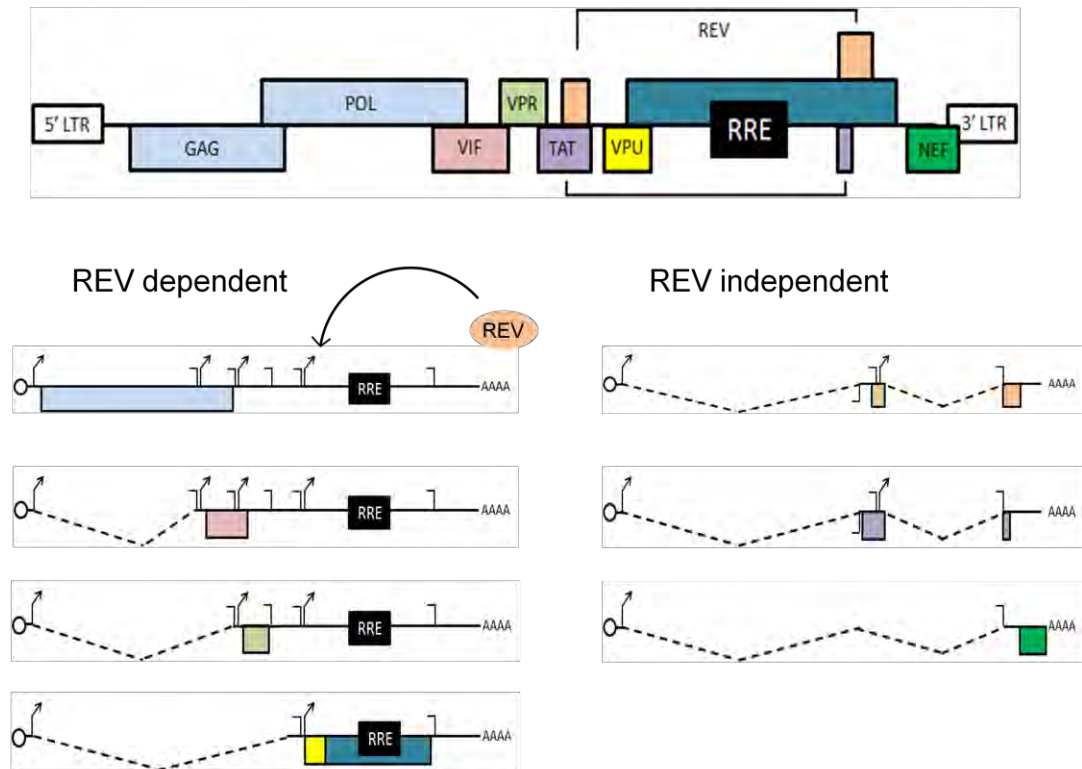 REV
POL
VPR
5' LTR
3' LTR
RRE
GAG
VIF
TAT
VPU
NEF
REV dependent
REV independent
REV
RRE
AAAA
AAAA
RRE
AAAA
AAAA
RRE
AAAA
AAAA
RRE
AAAA